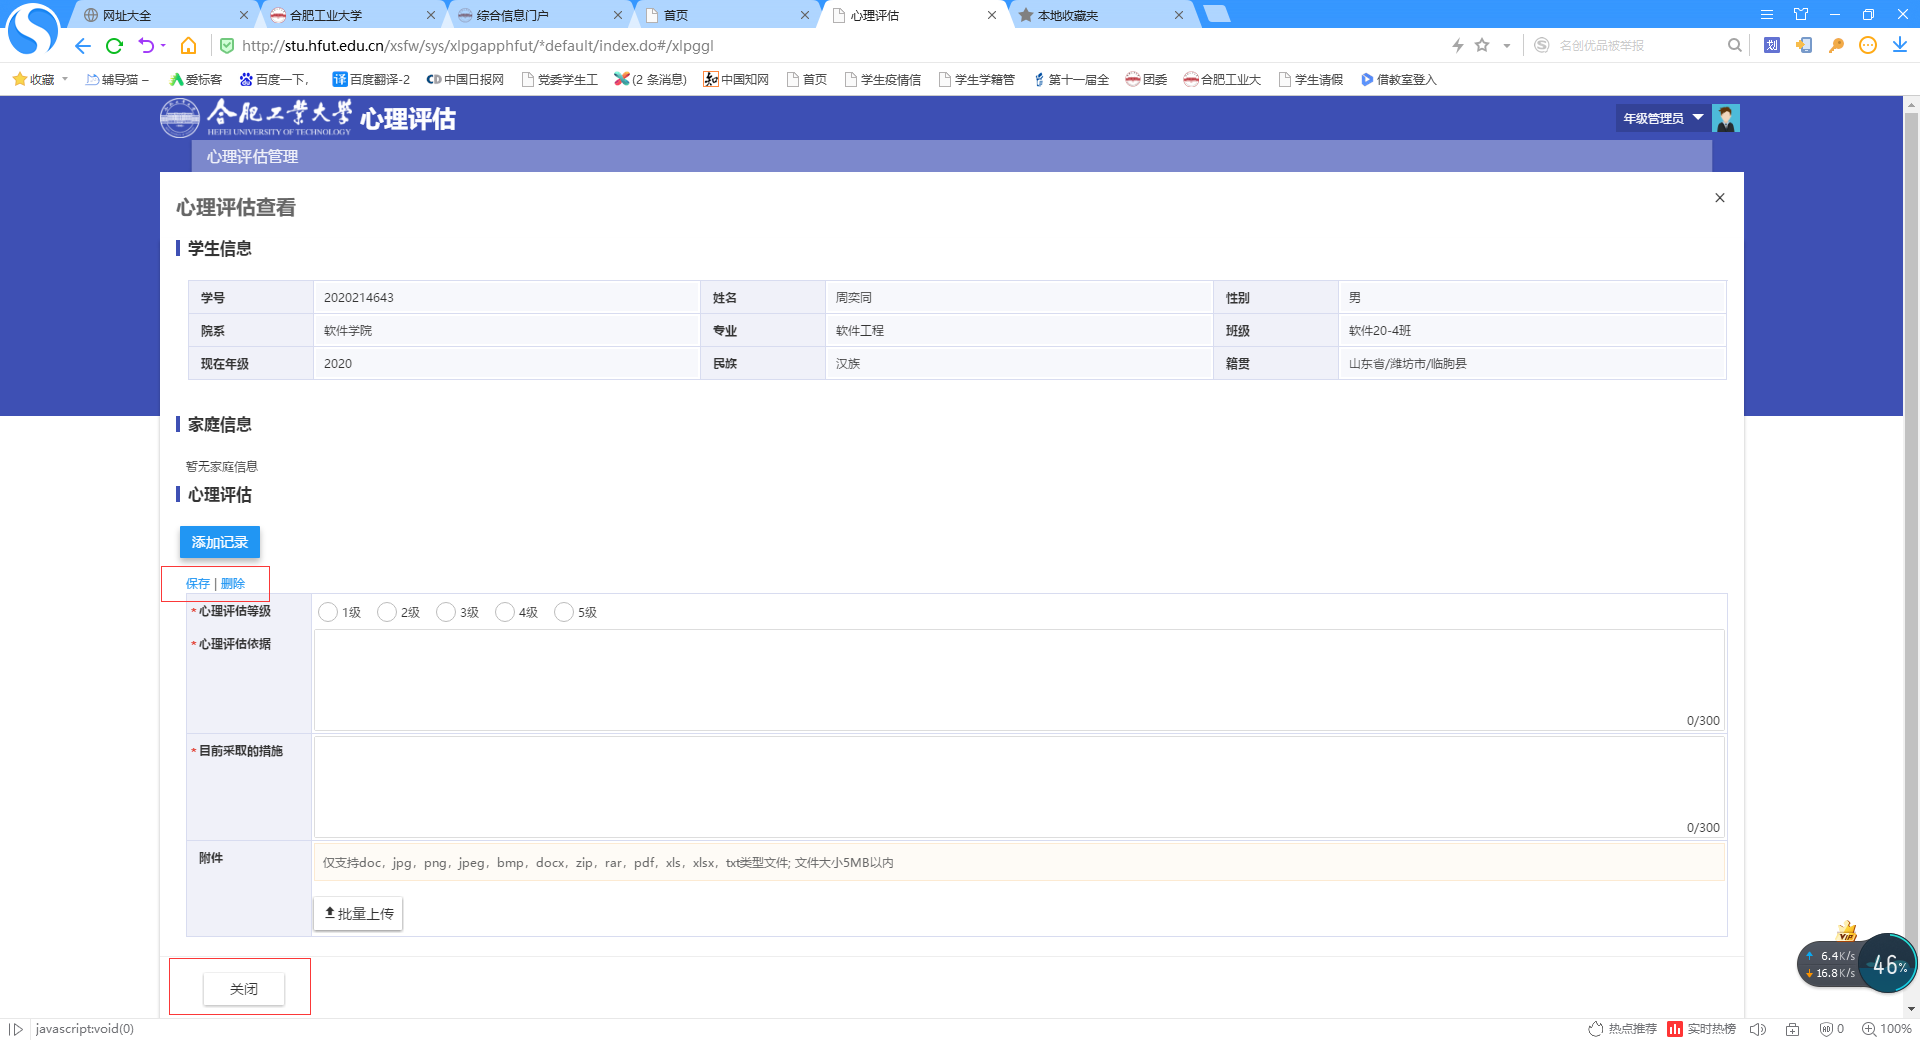 网址大全
合肥工业大学
综合信息门户
首页
心理评估
本地收藏夹
http://stu.hfut.edu.cn/xsfw/sys/xlpgapphfut/*default/index.do#/xlpggl
名创优品被举报
收藏 辅导猫 – 爱标客 百度一下, 百度翻译-2 中国日报网 党委学生工 (2 条消息) 中国知网 首页 学生疫情信 学生学籍管 第十一届全 团委 合肥工业大 学生请假 借教室登入
合肥工业大学 心理评估
HEFEI UNIVERSITY OF TECHNOLOGY
年级管理员
心理评估管理
心理评估查看
学生信息
学号 2020214643 姓名 周奕同 性别 男
院系 软件学院 专业 软件工程 班级 软件20-4班
现在年级 2020 民族 汉族 籍贯 山东省/潍坊市/临朐县
家庭信息
暂无家庭信息
心理评估
添加记录
保存 | 删除
* 心理评估等级 1级 2级 3级 4级 5级
* 心理评估依据
0/300
* 目前采取的措施
0/300
附件
仅支持doc，jpg，png，jpeg，bmp，docx，zip，rar，pdf，xls，xlsx，txt类型文件; 文件大小5MB以内
批量上传
关闭
VIP
6.4K/s
16.8K/s
46%
javascript:void(0)
热点推荐 实时热榜 0 100%